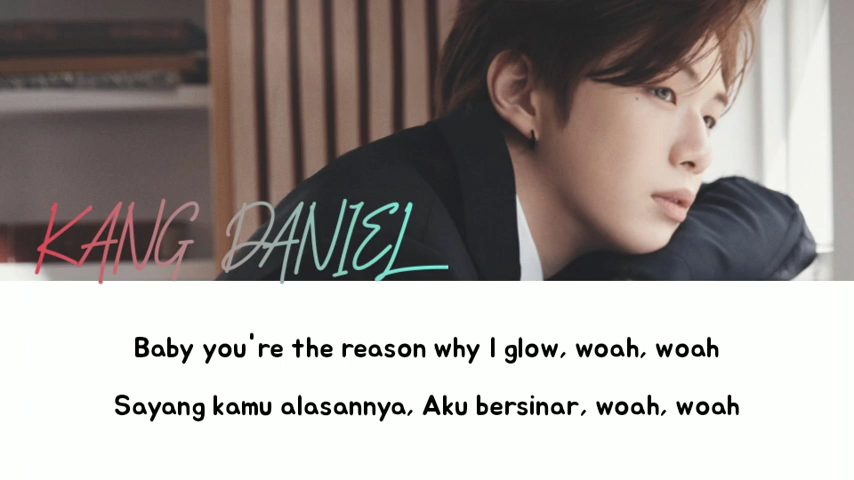 KANG DANIEL
Baby you're the reason why I glow, woah, woah
Sayang kamu alasannya, Aku bersinar, woah, woah